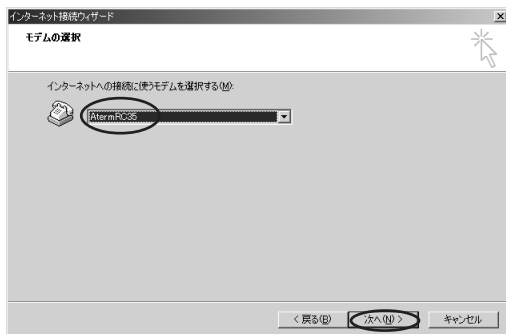 インターネット接続ウィザード
モデムの選択
インターネットへの接続に使うモデムを選択する(M):
AtermRC35
< 戻る(B)
次へ(N) >
キャンセル